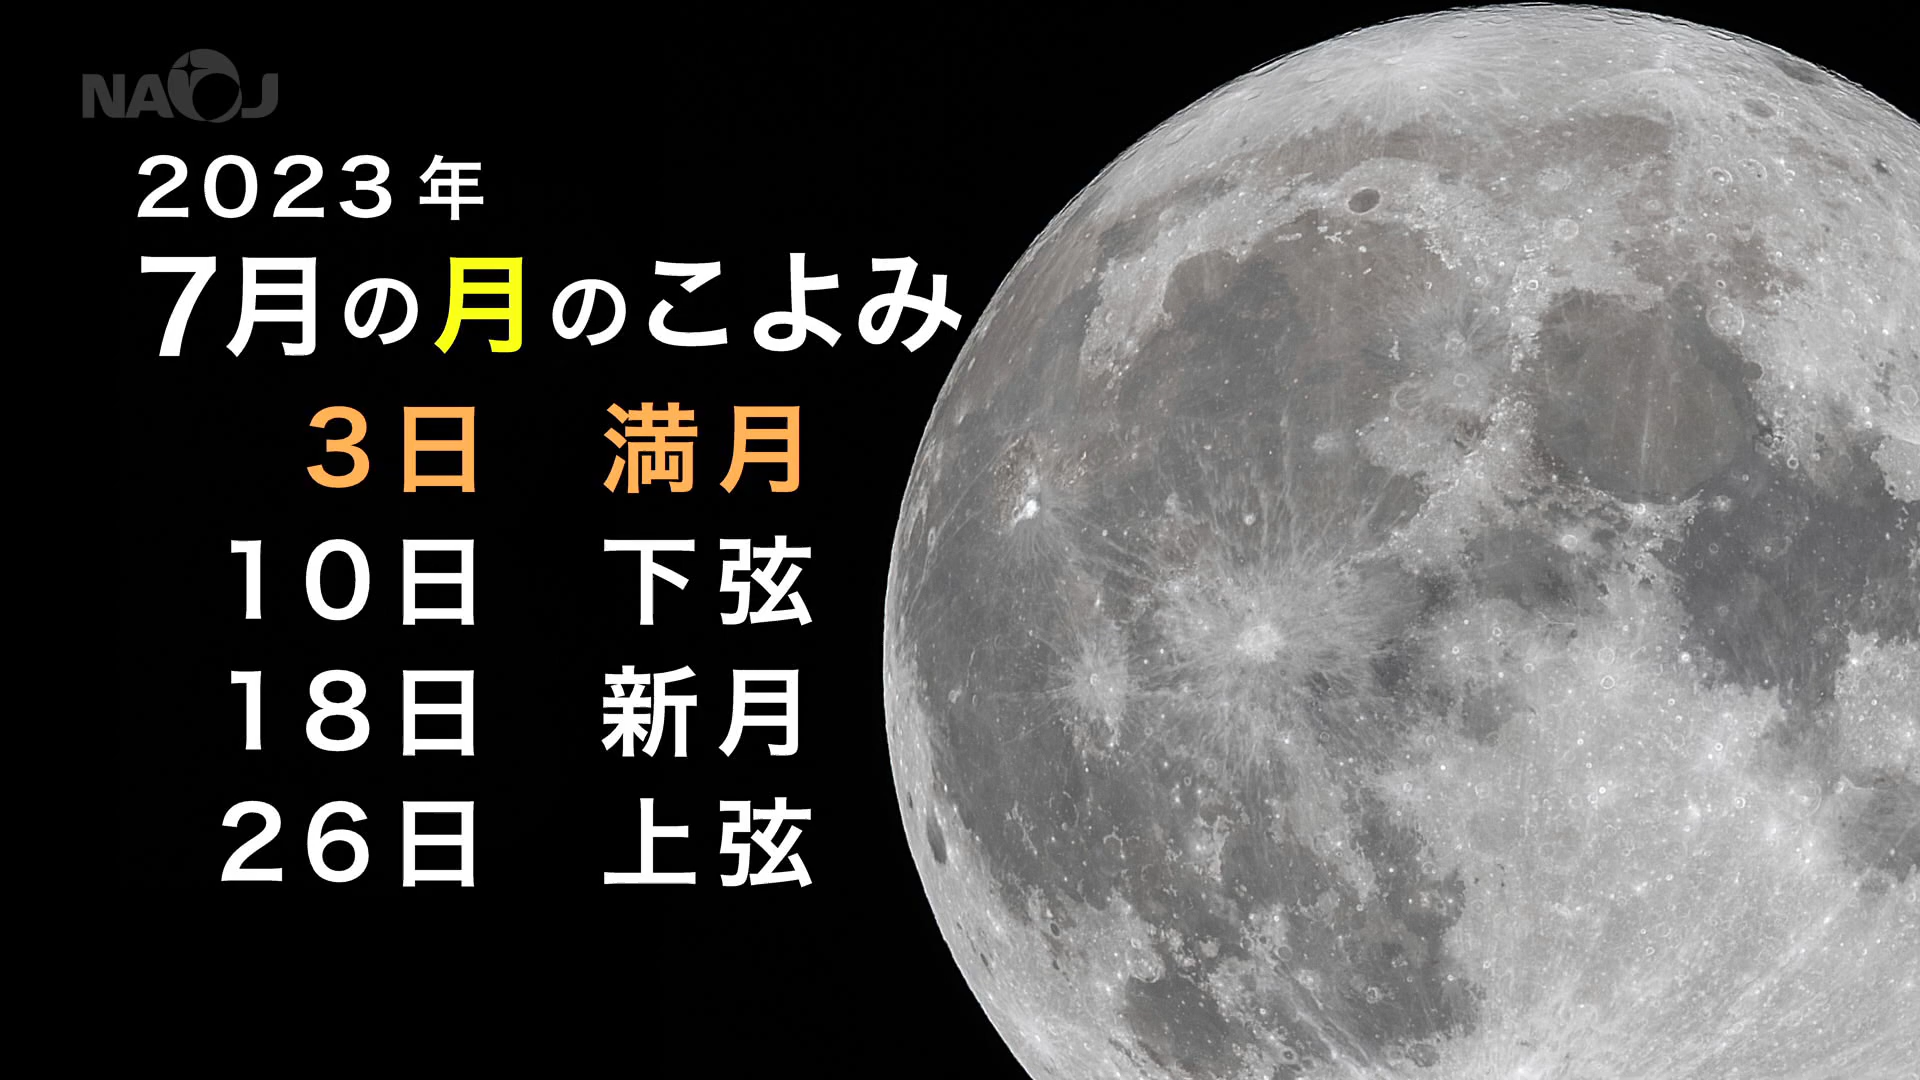 NAOJ
2023年
7月の月のこよみ
3日 満月
10日 下弦
18日 新月
26日 上弦